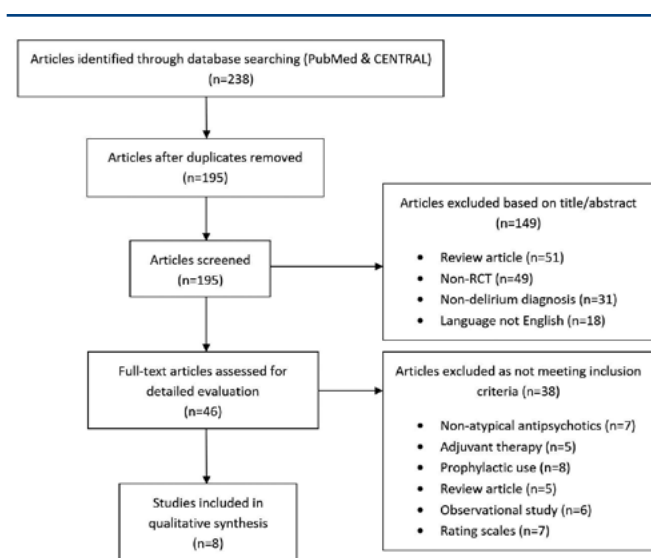 Articles identified through database searching (PubMed & CENTRAL)
(n=238)
Articles after duplicates removed
(n=195)
Articles screened
(n=195)
Articles excluded based on title/abstract
(n=149)
• Review article (n=51)
• Non-RCT (n=49)
• Non-delirium diagnosis (n=31)
• Language not English (n=18)
Full-text articles assessed for
detailed evaluation
(n=46)
Articles excluded as not meeting inclusion
criteria (n=38)
• Non-atypical antipsychotics (n=7)
• Adjuvant therapy (n=5)
• Prophylactic use (n=8)
• Review article (n=5)
• Observational study (n=6)
• Rating scales (n=7)
Studies included in
qualitative synthesis
(n=8)